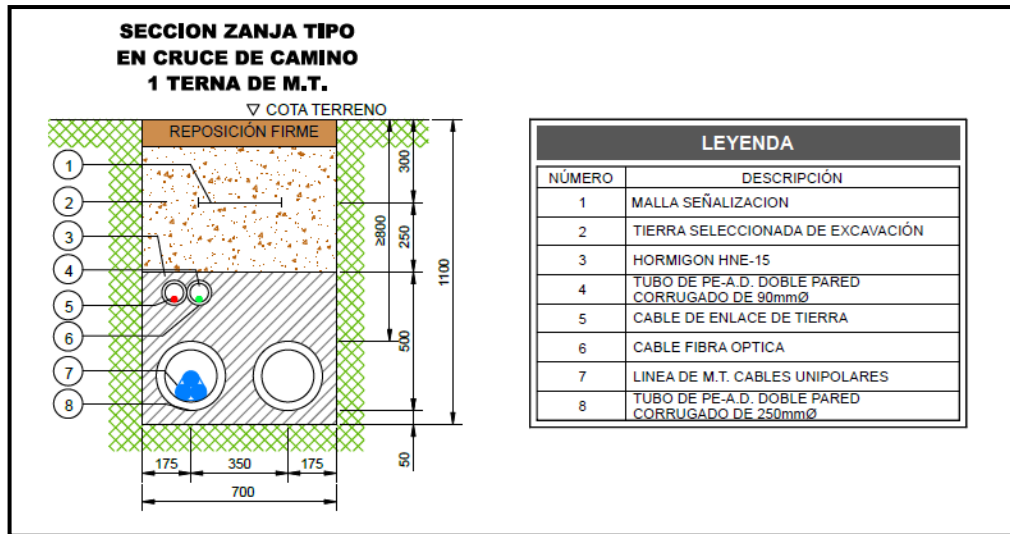 SECCION ZANJA TIPO
EN CRUCE DE CAMINO
1 TERNA DE M.T.
COTA TERRENO
REPOSICIÓN FIRME
1
2
3
4
5
6
7
8
300
250
≥800
500
1100
50
175
350
175
700
LEYENDA
NÚMERO DESCRIPCIÓN
1 MALLA SEÑALIZACION
2 TIERRA SELECCIONADA DE EXCAVACIÓN
3 HORMIGON HNE-15
4 TUBO DE PE-A.D. DOBLE PARED
CORRUGADO DE 90mmØ
5 CABLE DE ENLACE DE TIERRA
6 CABLE FIBRA OPTICA
7 LINEA DE M.T. CABLES UNIPOLARES
8 TUBO DE PE-A.D. DOBLE PARED
CORRUGADO DE 250mmØ